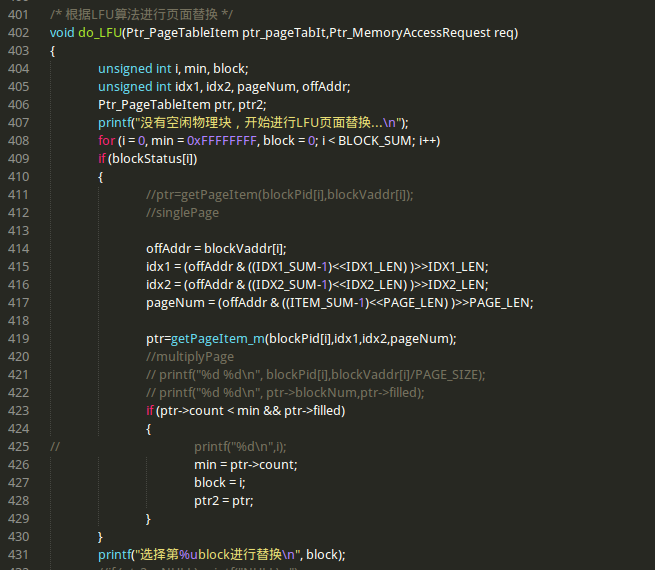 401 /* 根据LFU算法进行页面替换 */
402 void do_LFU(Ptr_PageTableItem ptr_pageTabIt,Ptr_MemoryAccessRequest req)
403 {
404 unsigned int i, min, block;
405 unsigned int idx1, idx2, pageNum, offAddr;
406 Ptr_PageTableItem ptr, ptr2;
407 printf("没有空闲物理块，开始进行LFU页面替换...\n");
408 for (i = 0, min = 0xFFFFFFFF, block = 0; i < BLOCK_SUM; i++)
409 if (blockStatus[i])
410 {
411 //ptr=getPageItem(blockPid[i],blockVaddr[i]);
412 //singlePage
413
414 offAddr = blockVaddr[i];
415 idx1 = (offAddr & ((IDX1_SUM-1)<<IDX1_LEN) )>>IDX1_LEN;
416 idx2 = (offAddr & ((IDX2_SUM-1)<<IDX2_LEN) )>>IDX2_LEN;
417 pageNum = (offAddr & ((ITEM_SUM-1)<<PAGE_LEN) )>>PAGE_LEN;
418
419 ptr=getPageItem_m(blockPid[i],idx1,idx2,pageNum);
420 //multiplyPage
421 // printf("%d %d\n", blockPid[i],blockVaddr[i]/PAGE_SIZE);
422 // printf("%d %d\n", ptr->blockNum,ptr->filled);
423 if (ptr->count < min && ptr->filled)
424 {
425 // printf("%d\n",i);
426 min = ptr->count;
427 block = i;
428 ptr2 = ptr;
429 }
430 }
431 printf("选择第%ublock进行替换\n", block);